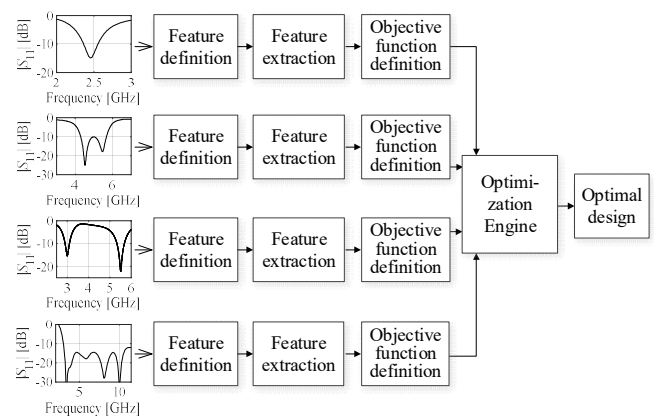 0
-10
-20
2
2.5
3
|S11| [dB]
Frequency [GHz]
Feature
definition
Feature
extraction
Objective
function
definition
0
-10
-20
-30
4
6
|S11| [dB]
Frequency [GHz]
Feature
definition
Feature
extraction
Objective
function
definition
Optimi-
zation
Engine
Optimal
design
0
-10
-20
3
4
5
6
|S11| [dB]
Frequency [GHz]
Feature
definition
Feature
extraction
Objective
function
definition
0
-10
-20
-30
5
10
|S11| [dB]
Frequency [GHz]
Feature
definition
Feature
extraction
Objective
function
definition